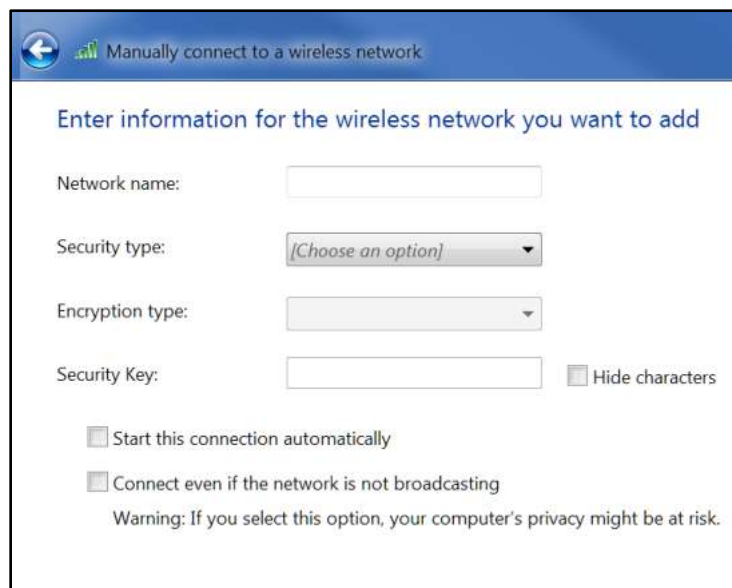 Manually connect to a wireless network
Enter information for the wireless network you want to add
Network name:
Security type: [Choose an option]
Encryption type:
Security Key: Hide characters
Start this connection automatically
Connect even if the network is not broadcasting
Warning: If you select this option, your computer's privacy might be at risk.